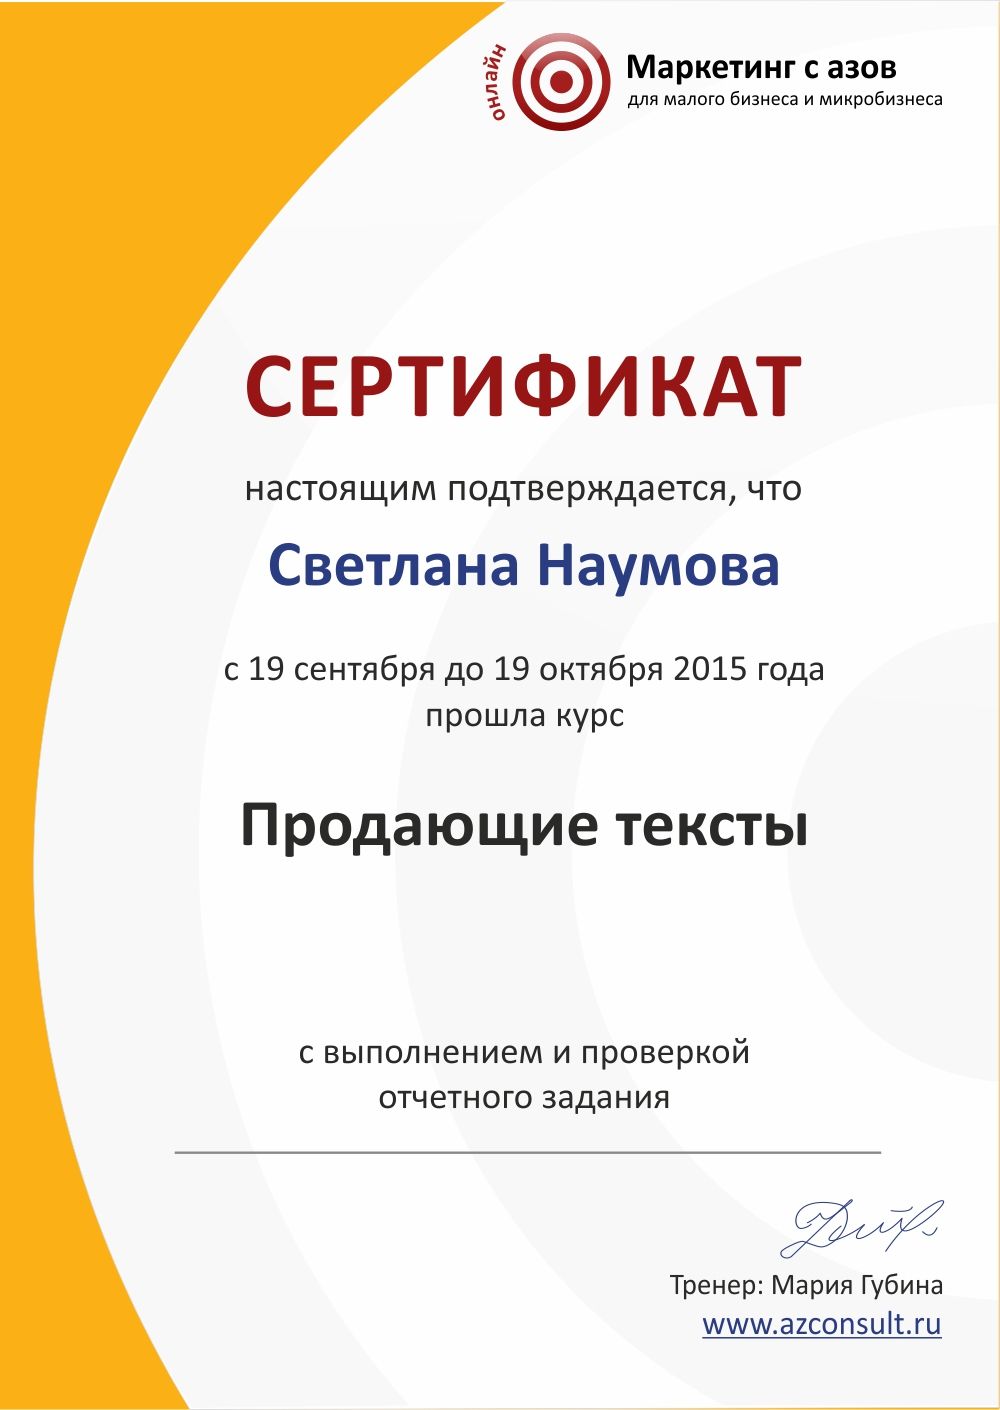 онлайн
Маркетинг с азов
для малого бизнеса и микробизнеса
СЕРТИФИКАТ
настоящим подтверждается, что
Светлана Наумова
с 19 сентября до 19 октября 2015 года
прошла курс
Продающие тексты
с выполнением и проверкой
отчетного задания
Тренер: Мария Губина
www.azconsult.ru